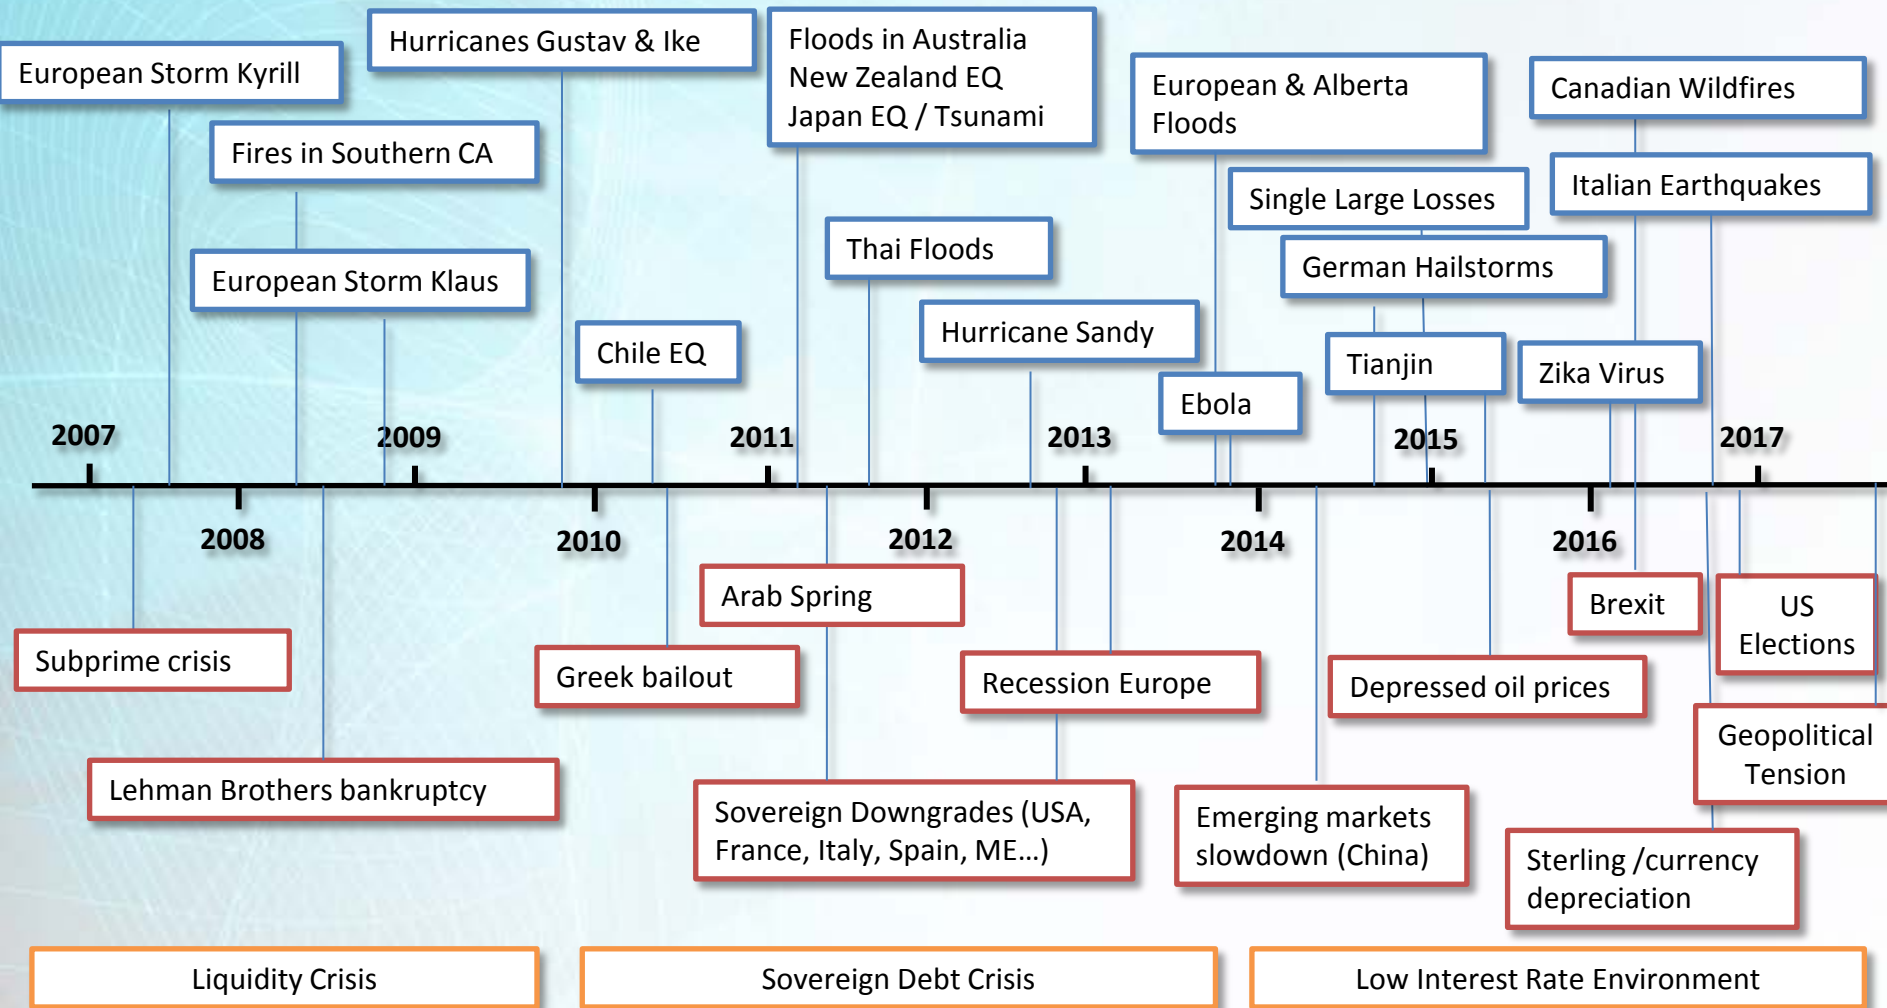 European Storm Kyrill
Hurricanes Gustav & Ike
Floods in Australia
New Zealand EQ
Japan EQ / Tsunami
European & Alberta
Floods
Canadian Wildfires
Fires in Southern CA
Single Large Losses
Italian Earthquakes
European Storm Klaus
Thai Floods
German Hailstorms
Chile EQ
Hurricane Sandy
Ebola
Tianjin
Zika Virus
2007
2009
2011
2013
2015
2017
2008
2010
2012
2014
2016
Subprime crisis
Lehman Brothers bankruptcy
Greek bailout
Arab Spring
Sovereign Downgrades (USA,
France, Italy, Spain, ME…)
Recession Europe
Emerging markets
slowdown (China)
Depressed oil prices
Brexit
US
Elections
Geopolitical
Tension
Sterling /currency
depreciation
Liquidity Crisis
Sovereign Debt Crisis
Low Interest Rate Environment